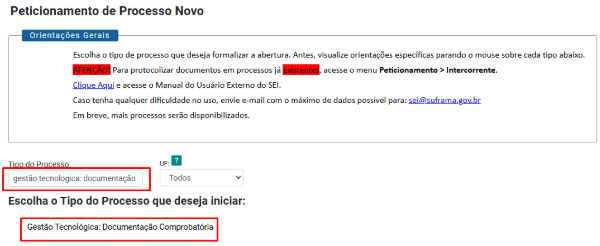 Peticionamento de Processo Novo
Orientações Gerais
Escolha o tipo de processo que deseja formalizar a abertura. Antes, visualize orientações específicas parando o mouse sobre cada tipo abaixo.
ATENÇÃO! Para protocolizar documentos em processos já existentes, acesse o menu Peticionamento > Intercorrente.
Clique Aqui e acesse o Manual do Usuário Externo do SEI.
Caso tenha qualquer dificuldade no uso, envie e-mail com o máximo de dados possível para: sei@suframa.gov.br
Em breve, mais processos serão disponibilizados.
Tipo do Processo: UF: ?
gestão tecnologica: documentação Todos
Escolha o Tipo do Processo que deseja iniciar:
Gestão Tecnológica: Documentação Comprobatória